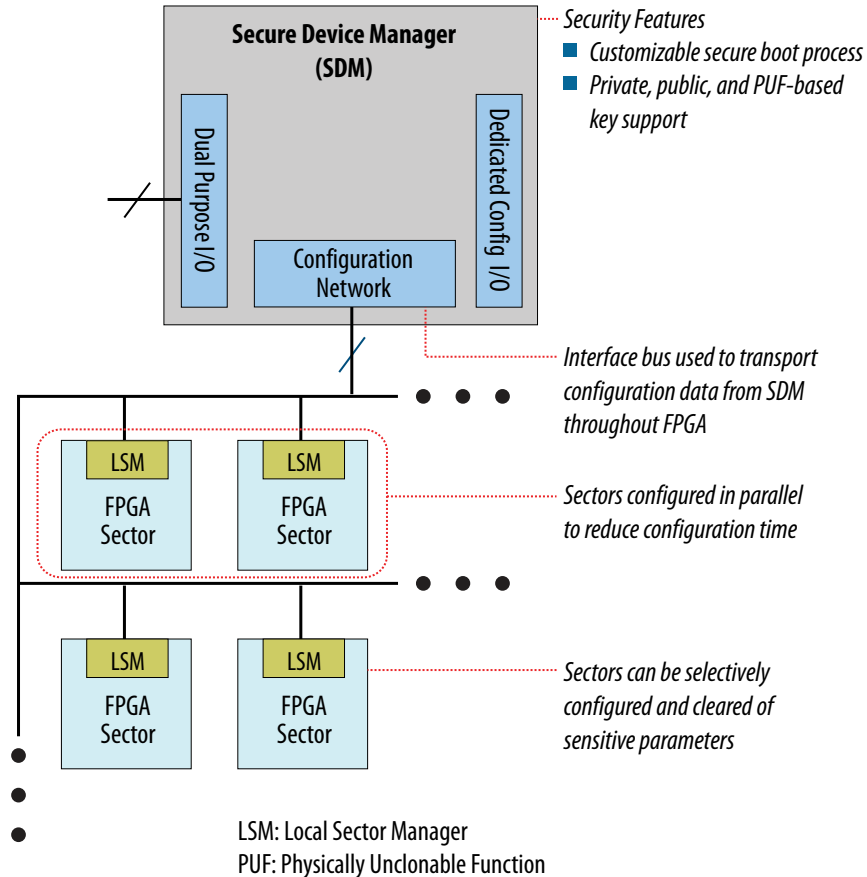 Secure Device Manager
(SDM)
Security Features
Customizable secure boot process
Private, public, and PUF-based
key support
Dual Purpose I/O
Dedicated Config I/O
Configuration
Network
Interface bus used to transport
configuration data from SDM
throughout FPGA
LSM
FPGA
Sector
LSM
FPGA
Sector
Sectors configured in parallel
to reduce configuration time
LSM
FPGA
Sector
LSM
FPGA
Sector
Sectors can be selectively
configured and cleared of
sensitive parameters
LSM: Local Sector Manager
PUF: Physically Unclonable Function